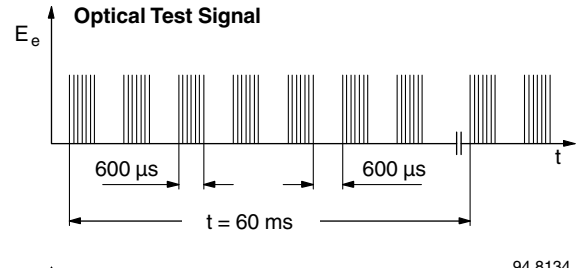 Optical Test Signal
E e
t
600 µs
600 µs
t = 60 ms
94 8134